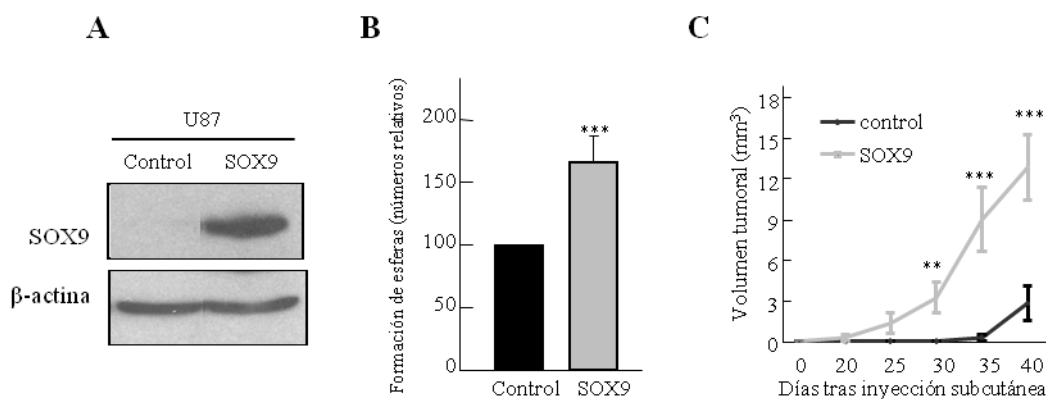 A
U87
Control SOX9
SOX9
β-actina
B
Formación de esferas (números relativos)
200
150
100
50
0
***
Control SOX9
C
Volumen tumoral (mm³)
18
15
12
9
6
3
0
control
SOX9
**
***
***
0 20 25 30 35 40
Días tras inyección subcutánea